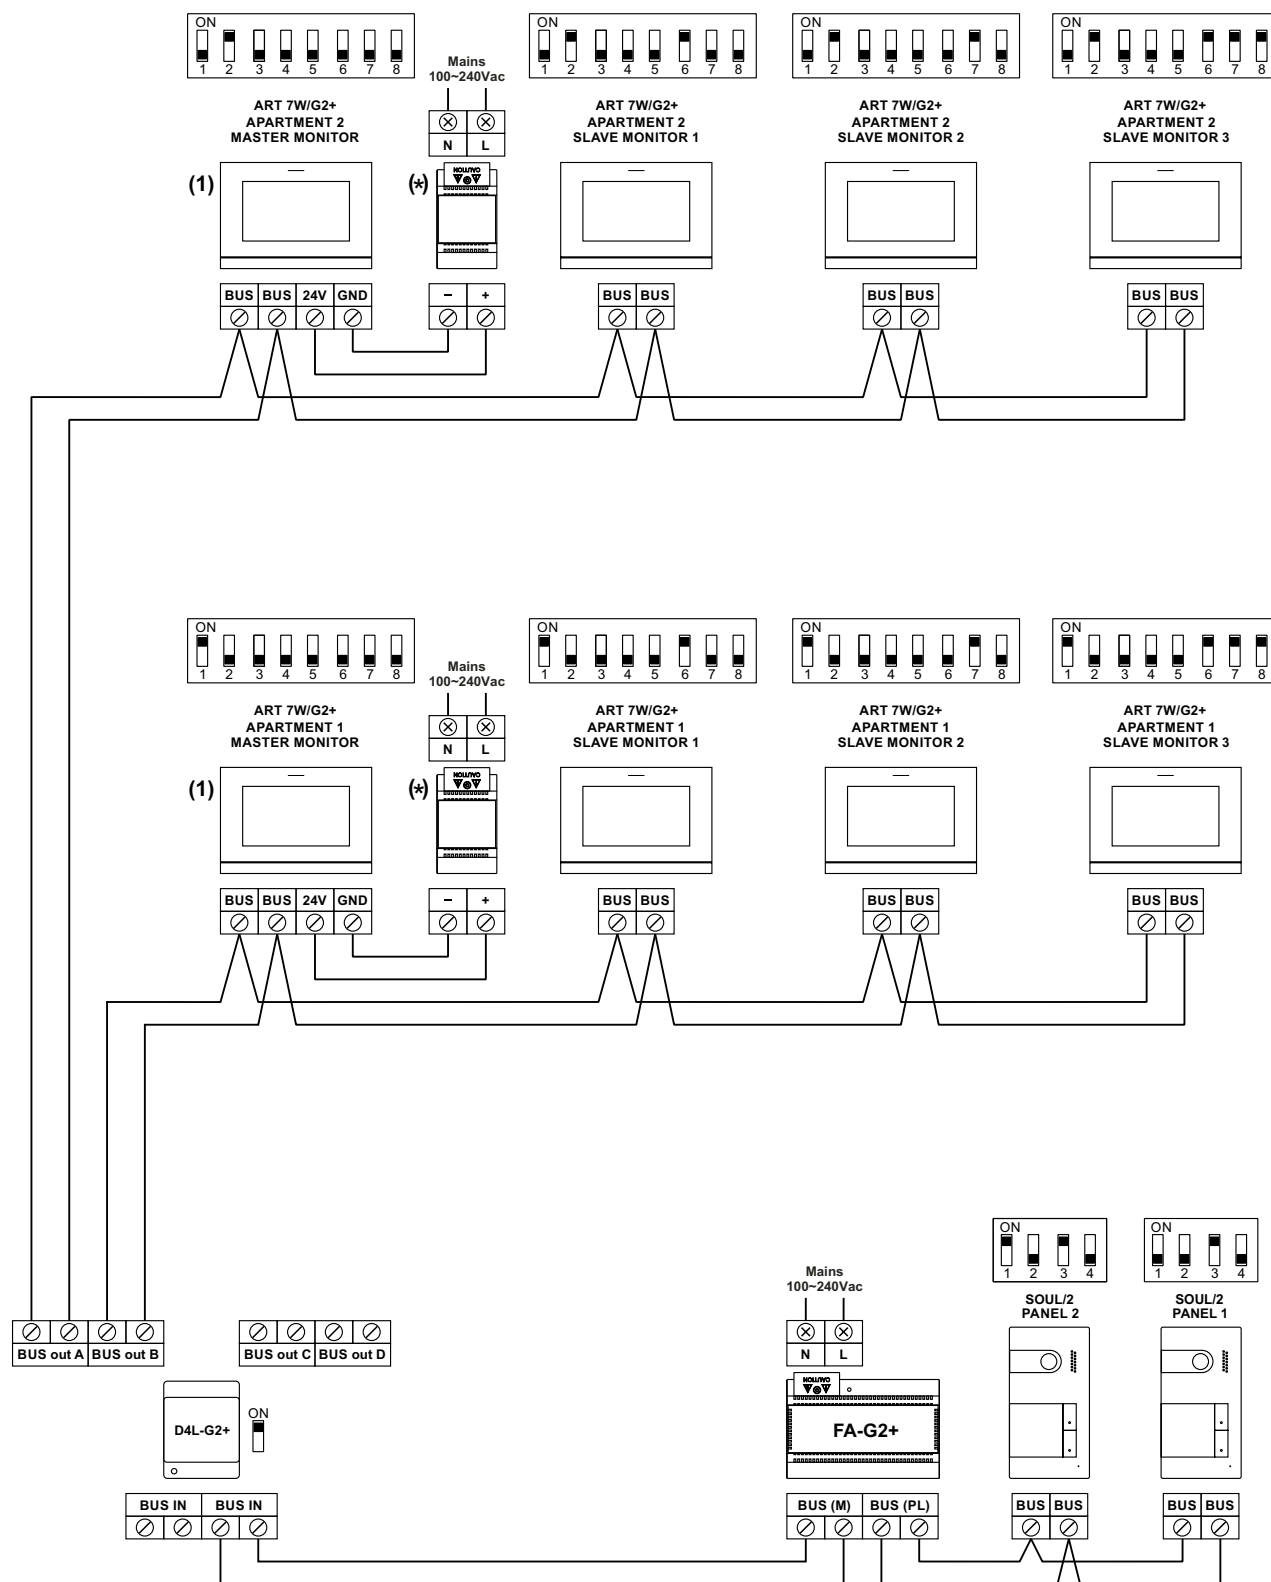 ON
1 2 3 4 5 6 7 8
ART 7W/G2+
APARTMENT 2
MASTER MONITOR
(1)
BUS BUS 24V GND
Mains
100~240Vac
N L
CAUTION
(*)
– +
ON
1 2 3 4 5 6 7 8
ART 7W/G2+
APARTMENT 2
SLAVE MONITOR 1
BUS BUS
ON
1 2 3 4 5 6 7 8
ART 7W/G2+
APARTMENT 2
SLAVE MONITOR 2
BUS BUS
ON
1 2 3 4 5 6 7 8
ART 7W/G2+
APARTMENT 2
SLAVE MONITOR 3
BUS BUS
ON
1 2 3 4 5 6 7 8
ART 7W/G2+
APARTMENT 1
MASTER MONITOR
(1)
BUS BUS 24V GND
Mains
100~240Vac
N L
CAUTION
(*)
– +
ON
1 2 3 4 5 6 7 8
ART 7W/G2+
APARTMENT 1
SLAVE MONITOR 1
BUS BUS
ON
1 2 3 4 5 6 7 8
ART 7W/G2+
APARTMENT 1
SLAVE MONITOR 2
BUS BUS
ON
1 2 3 4 5 6 7 8
ART 7W/G2+
APARTMENT 1
SLAVE MONITOR 3
BUS BUS
BUS out A BUS out B
BUS out C BUS out D
D4L-G2+
ON
BUS IN BUS IN
Mains
100~240Vac
N L
CAUTION
FA-G2+
BUS (M) BUS (PL)
ON
1 2 3 4
SOUL/2
PANEL 2
BUS BUS
ON
1 2 3 4
SOUL/2
PANEL 1
BUS BUS